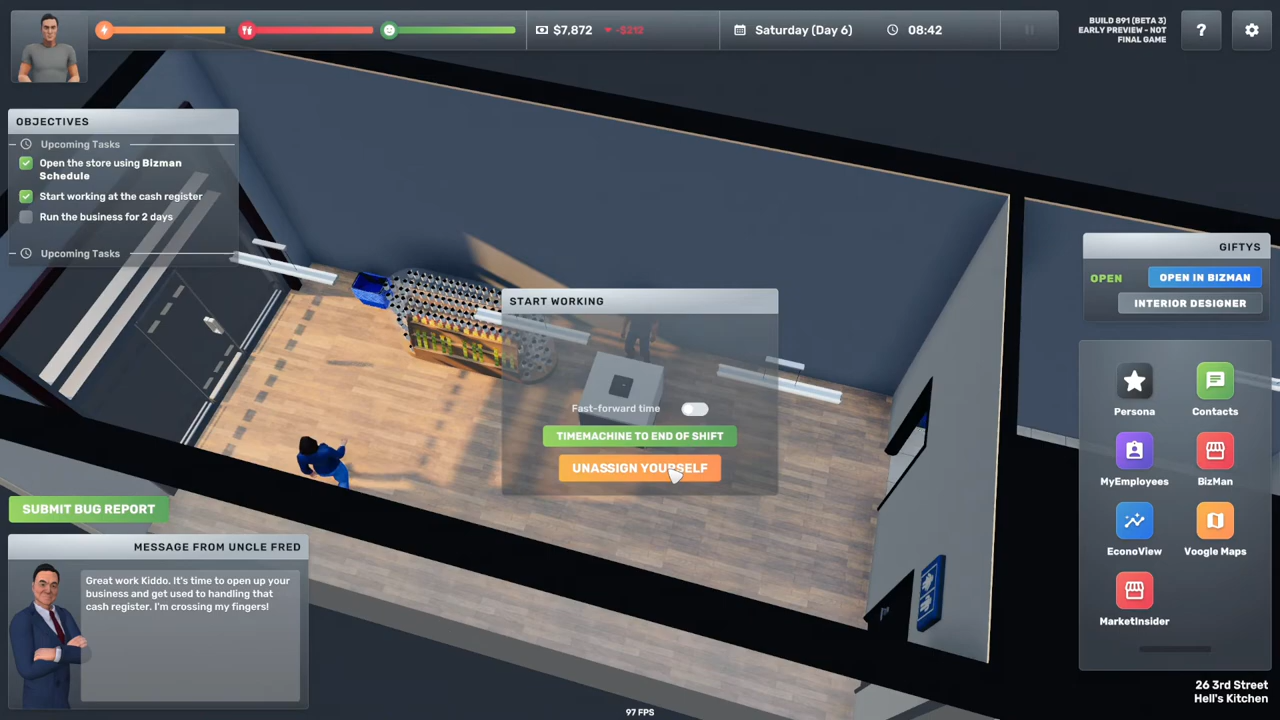 $7,872
-$212
Saturday (Day 6)
08:42
BUILD 891 (BETA 3)
EARLY PREVIEW - NOT
FINAL GAME
?
OBJECTIVES
Upcoming Tasks
Open the store using Bizman
Schedule
Start working at the cash register
Run the business for 2 days
Upcoming Tasks
GIFTYS
OPEN
OPEN IN BIZMAN
INTERIOR DESIGNER
START WORKING
Fast-forward time
TIMEMACHINE TO END OF SHIFT
UNASSIGN YOURSELF
Persona
Contacts
MyEmployees
BizMan
EconoView
Voogle Maps
MarketInsider
SUBMIT BUG REPORT
MESSAGE FROM UNCLE FRED
Great work Kiddo. It's time to open up your
business and get used to handling that
cash register. I'm crossing my fingers!
26 3rd Street
Hell's Kitchen
97 FPS